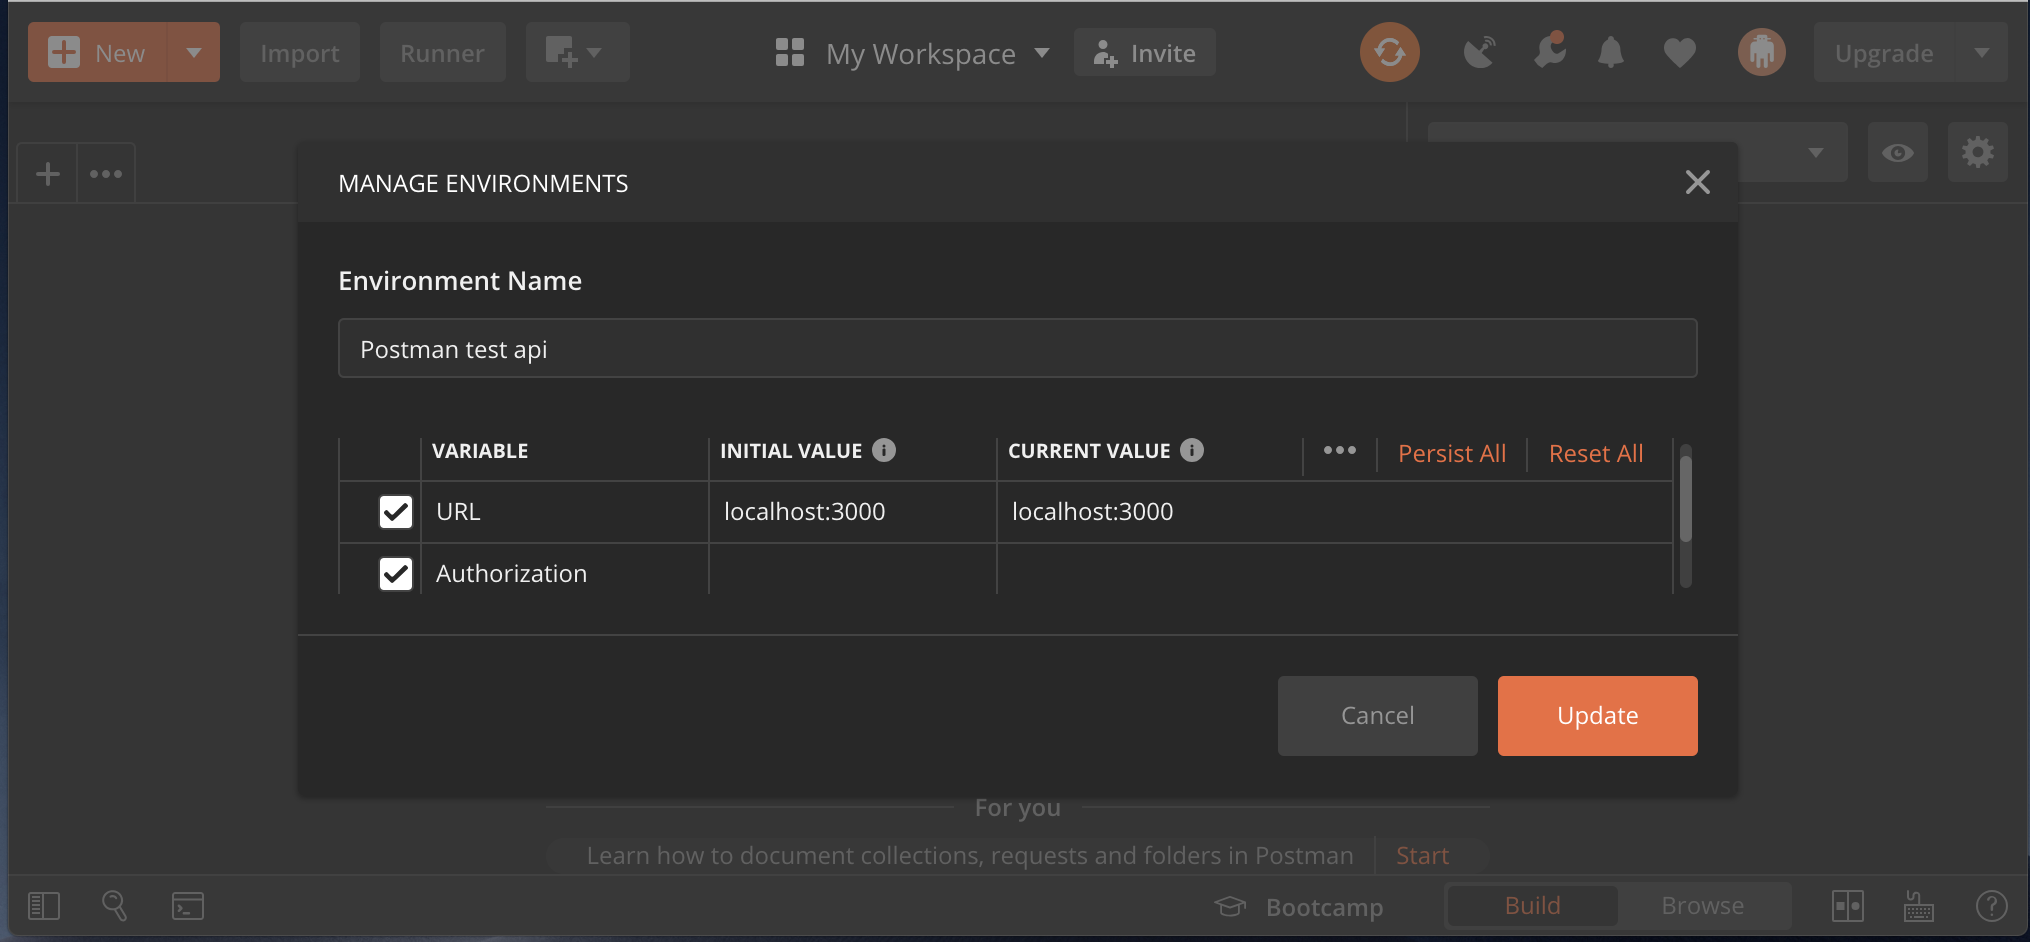 New Import Runner My Workspace Invite Upgrade
MANAGE ENVIRONMENTS
Environment Name
Postman test api
VARIABLE INITIAL VALUE CURRENT VALUE Persist All Reset All
URL localhost:3000 localhost:3000
Authorization
Cancel Update
For you
Learn how to document collections, requests and folders in Postman Start
Bootcamp Build Browse